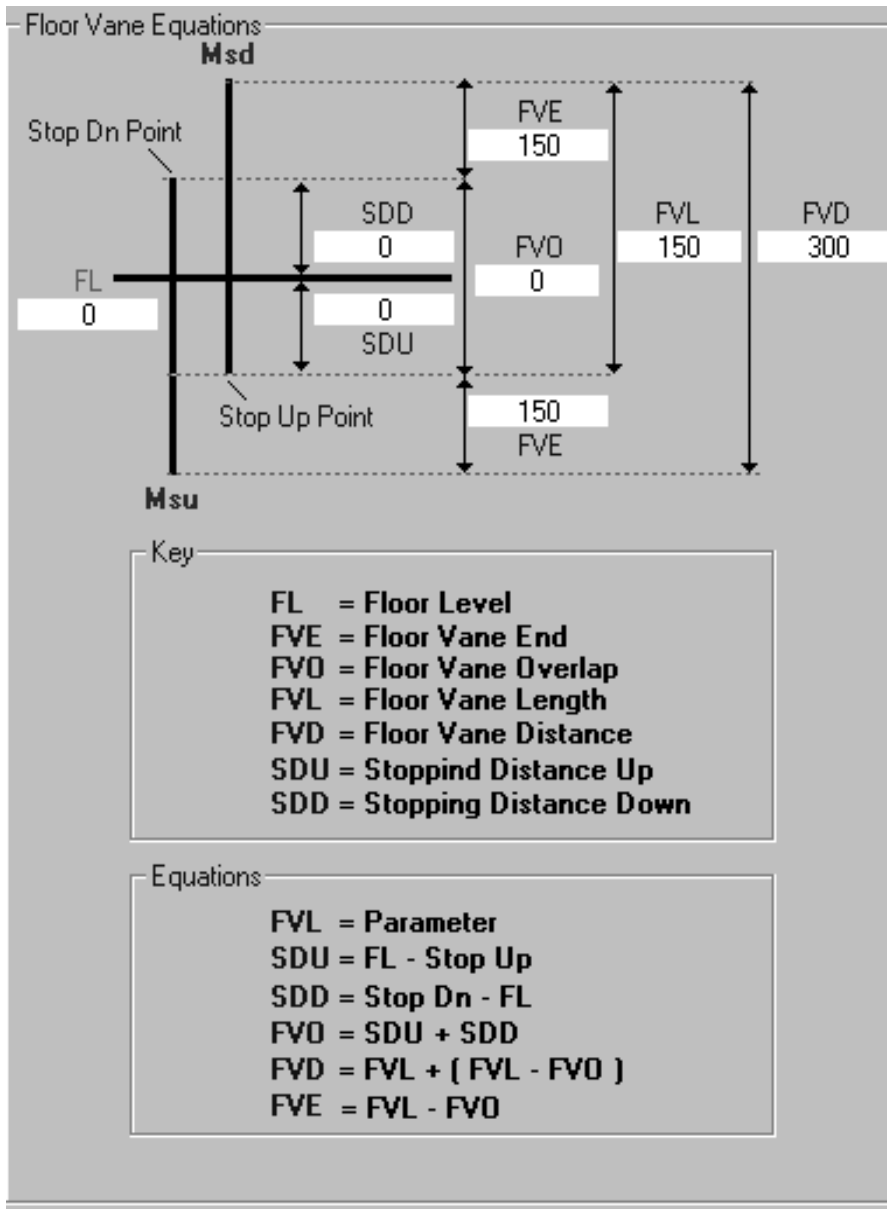 Floor Vane Equations
Msd
Stop Dn Point
FVE
150
SDD
0
FVO
0
FVL
150
FVD
300
FL
0
0
SDU
Stop Up Point
150
FVE
Msu
Key
FL = Floor Level
FVE = Floor Vane End
FVO = Floor Vane Overlap
FVL = Floor Vane Length
FVD = Floor Vane Distance
SDU = Stoppind Distance Up
SDD = Stopping Distance Down
Equations
FVL = Parameter
SDU = FL - Stop Up
SDD = Stop Dn - FL
FVO = SDU + SDD
FVD = FVL + ( FVL - FVO )
FVE = FVL - FVO